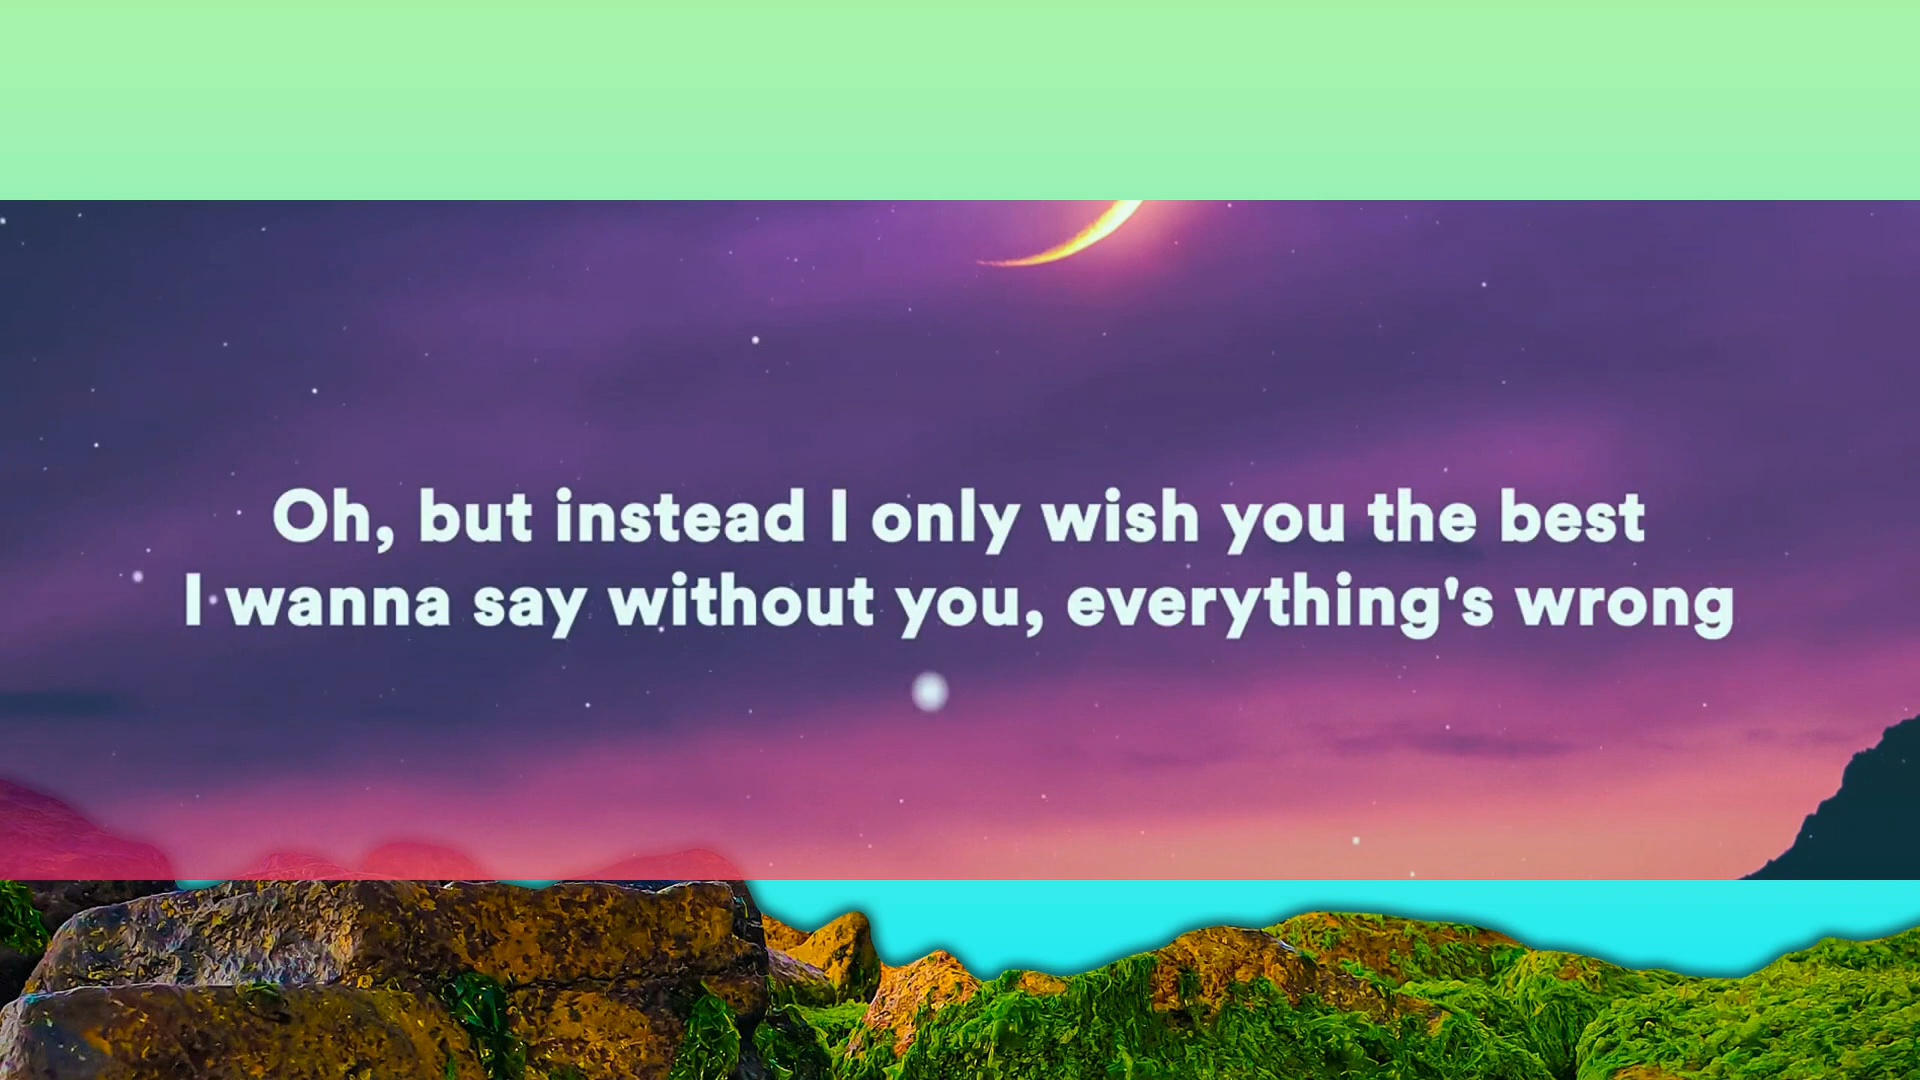 Oh, but instead I only wish you the best
I wanna say without you, everything's wrong